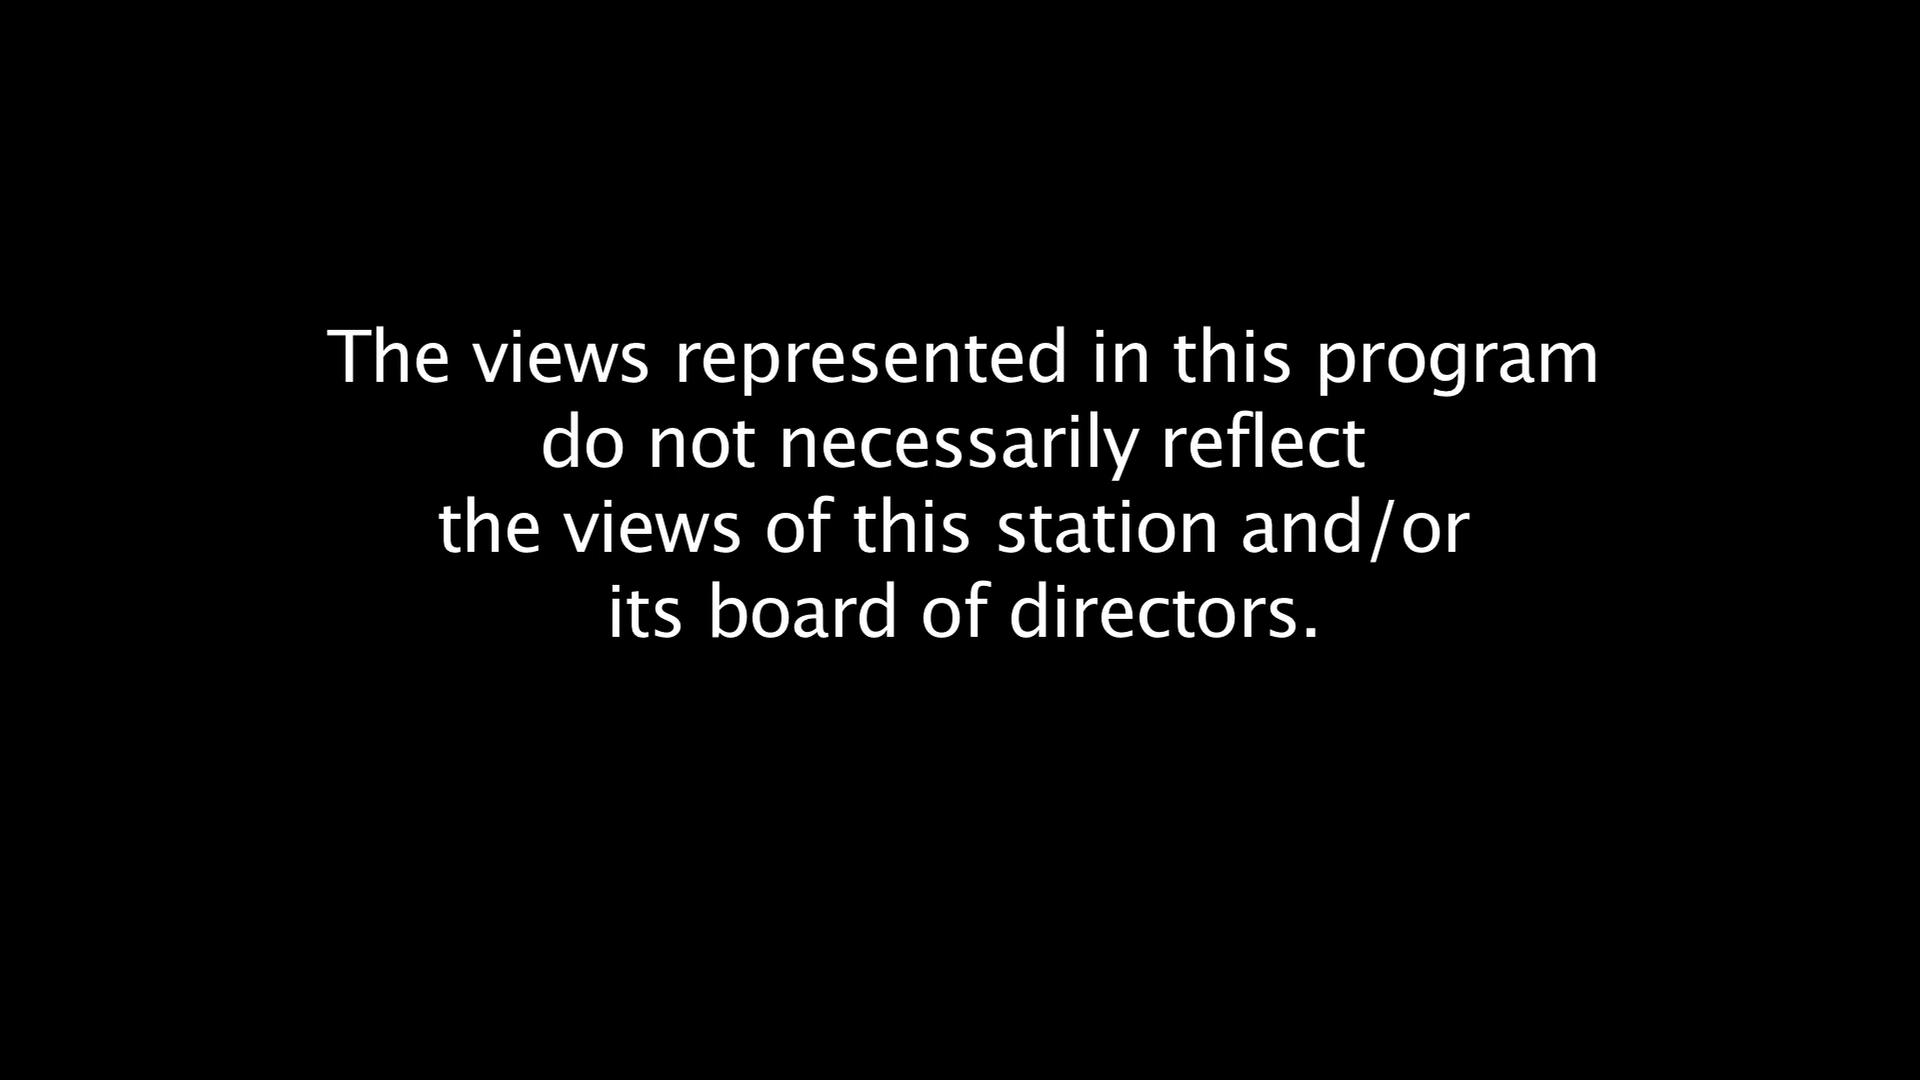 The views represented in this program
do not necessarily reflect
the views of this station and/or
its board of directors.